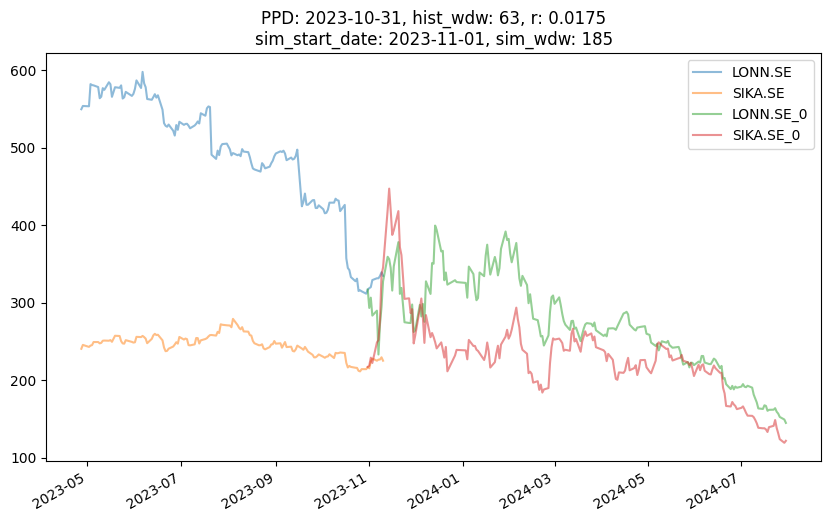 PPD: 2023-10-31, hist_wdw: 63, r: 0.0175
sim_start_date: 2023-11-01, sim_wdw: 185
LONN.SE
SIKA.SE
LONN.SE_0
SIKA.SE_0
600
500
400
300
200
100
2023-05
2023-07
2023-09
2023-11
2024-01
2024-03
2024-05
2024-07